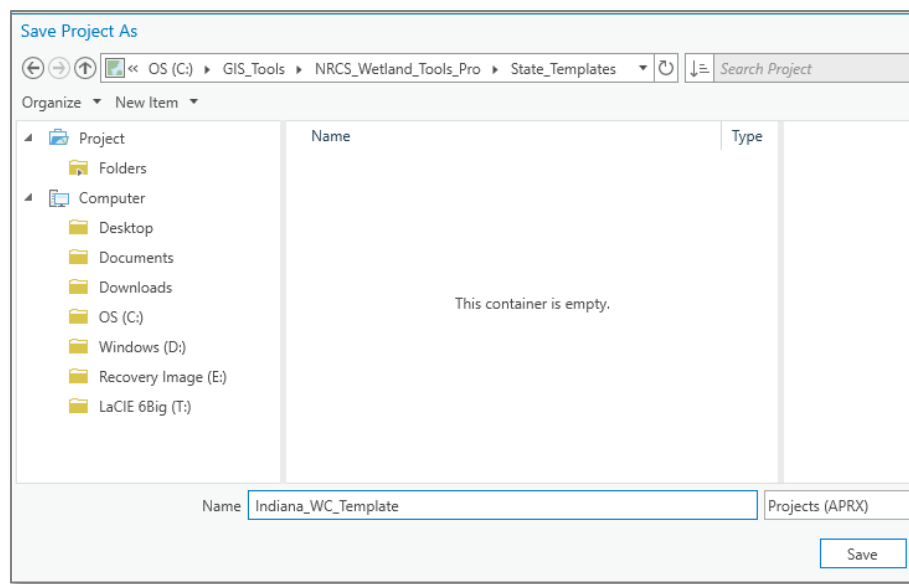 Save Project As
« OS (C:) GIS_Tools NRCS_Wetland_Tools_Pro State_Templates Search Project
Organize New Item
Project
Folders
Computer
Desktop
Documents
Downloads
OS (C:)
Windows (D:)
Recovery Image (E:)
LaCIE 6Big (T:)
Name Type
This container is empty.
Name Indiana_WC_Template Projects (APRX)
Save